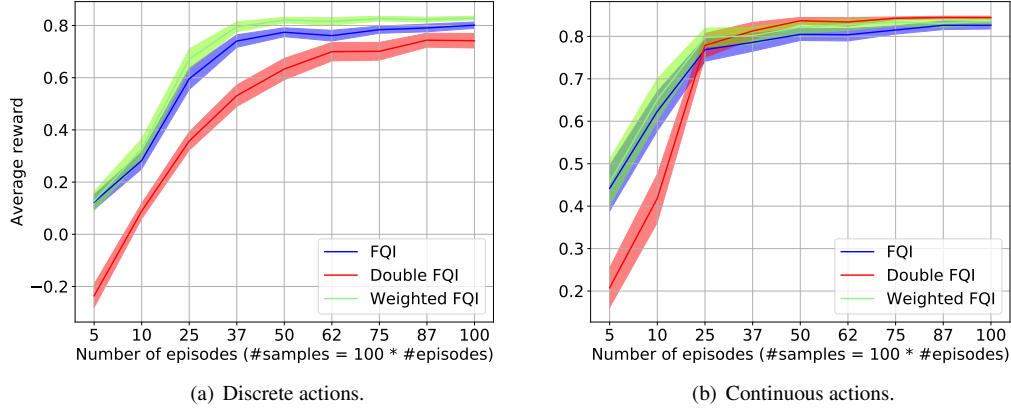 Average reward
0.8
0.6
0.4
0.2
0.0
−0.2
5 10 25 37 50 62 75 87 100
Number of episodes (#samples = 100 * #episodes)
FQI
Double FQI
Weighted FQI
(a) Discrete actions.
0.8
0.7
0.6
0.5
0.4
0.3
0.2
5 10 25 37 50 62 75 87 100
Number of episodes (#samples = 100 * #episodes)
FQI
Double FQI
Weighted FQI
(b) Continuous actions.